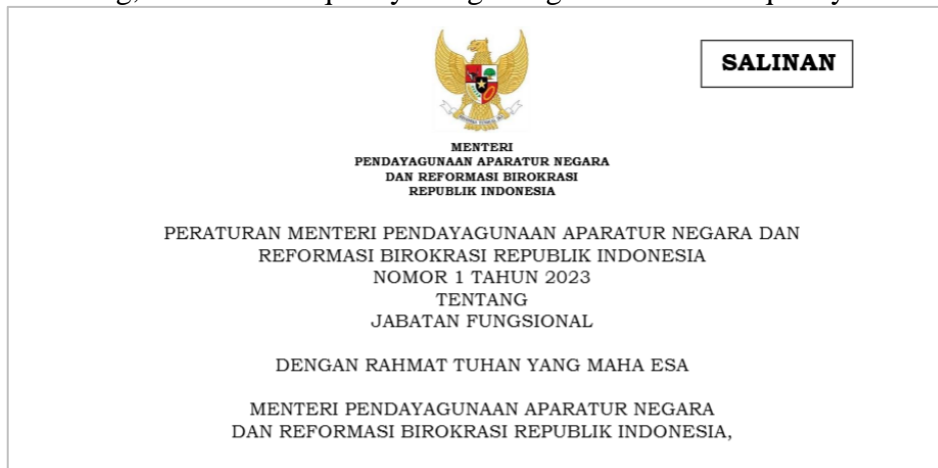 SALINAN
MENTERI
PENDAYAGUNAAN APARATUR NEGARA
DAN REFORMASI BIROKRASI
REPUBLIK INDONESIA
PERATURAN MENTERI PENDAYAGUNAAN APARATUR NEGARA DAN
REFORMASI BIROKRASI REPUBLIK INDONESIA
NOMOR 1 TAHUN 2023
TENTANG
JABATAN FUNGSIONAL
DENGAN RAHMAT TUHAN YANG MAHA ESA
MENTERI PENDAYAGUNAAN APARATUR NEGARA
DAN REFORMASI BIROKRASI REPUBLIK INDONESIA,